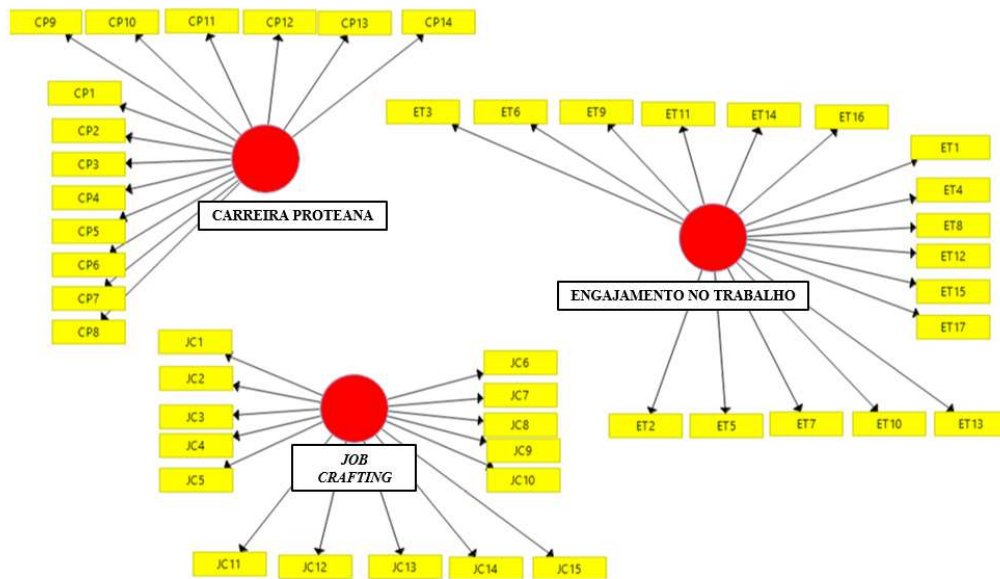 CP9 CP10 CP11 CP12 CP13 CP14
CP1
CP2
CP3
CP4
CP5
CP6
CP7
CP8
CARREIRA PROTEANA
ET3 ET6 ET9 ET11 ET14 ET16
ET1
ET4
ET8
ET12
ET15
ET17
ENGAJAMENTO NO TRABALHO
ET2 ET5 ET7 ET10 ET13
JC1
JC2
JC3
JC4
JC5
JC6
JC7
JC8
JC9
JC10
JOB
CRAFTING
JC11 JC12 JC13 JC14 JC15